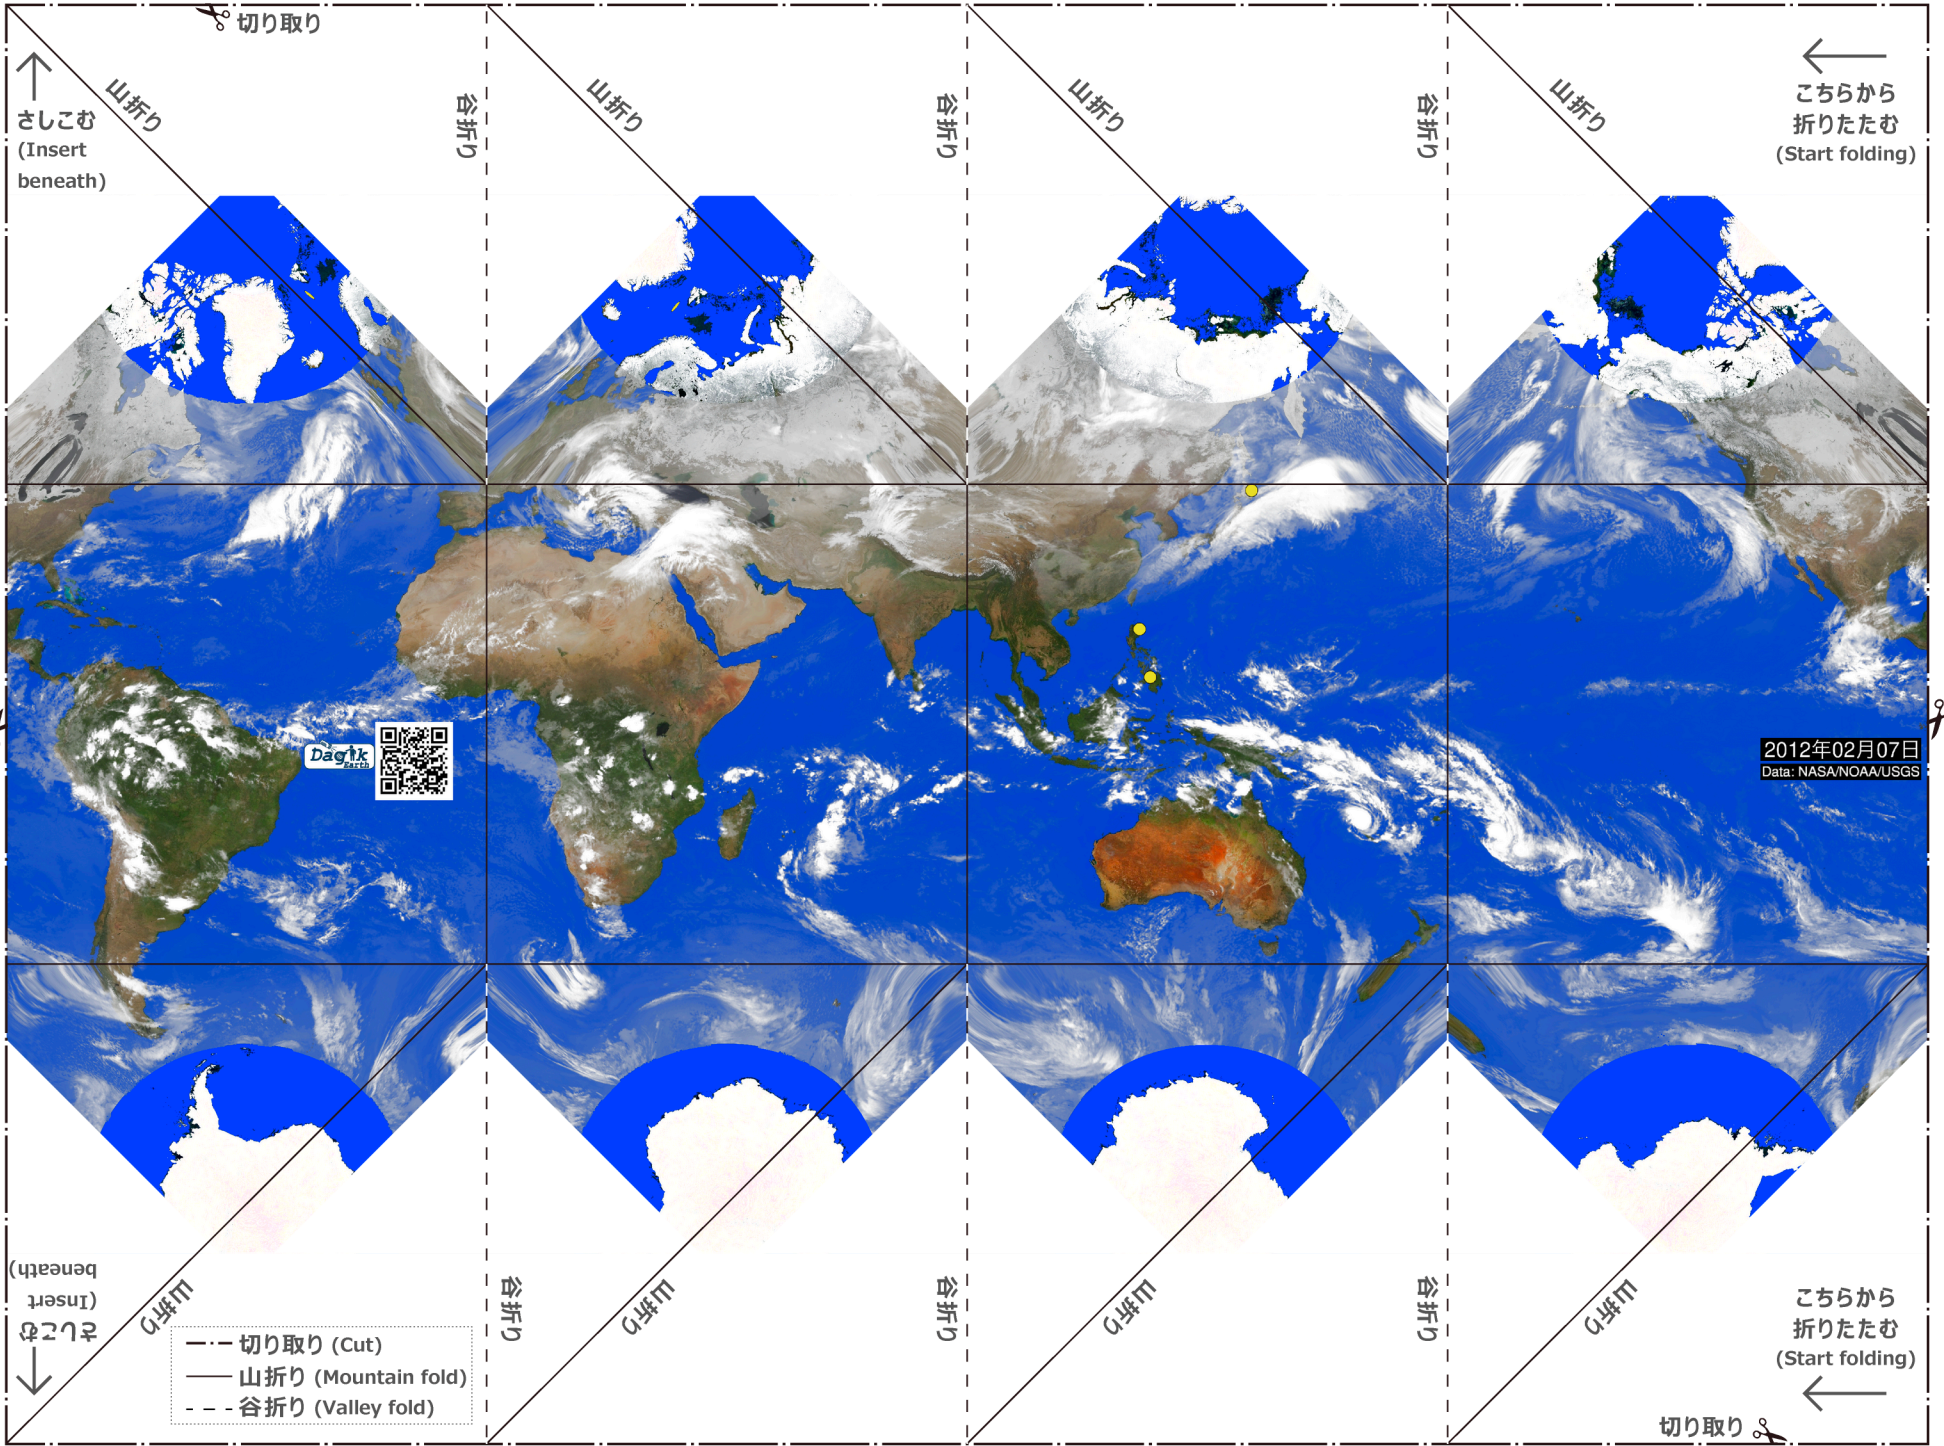 切り取り
さしこむ
(Insert
beneath)
山折り
谷折り
山折り
谷折り
山折り
谷折り
山折り
こちらから
折りたたむ
(Start folding)
Dagik
Earth
2012年02月07日
Data: NASA/NOAA/USGS
さしこむ
(Insert
beneath)
山折り
谷折り
山折り
谷折り
山折り
谷折り
山折り
こちらから
折りたたむ
(Start folding)
切り取り (Cut)
山折り (Mountain fold)
谷折り (Valley fold)
切り取り